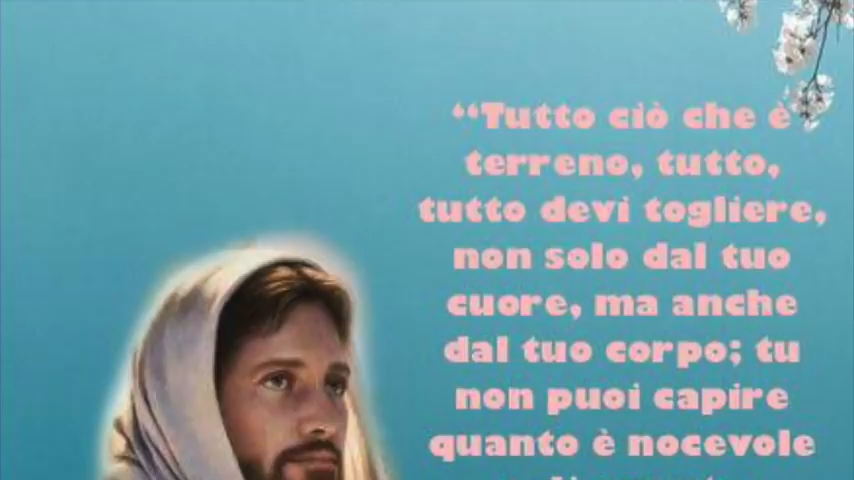 “Tutto ciò che è
terreno, tutto,
tutto devi togliere,
non solo dal tuo
cuore, ma anche
dal tuo corpo; tu
non puoi capire
quanto è nocevole